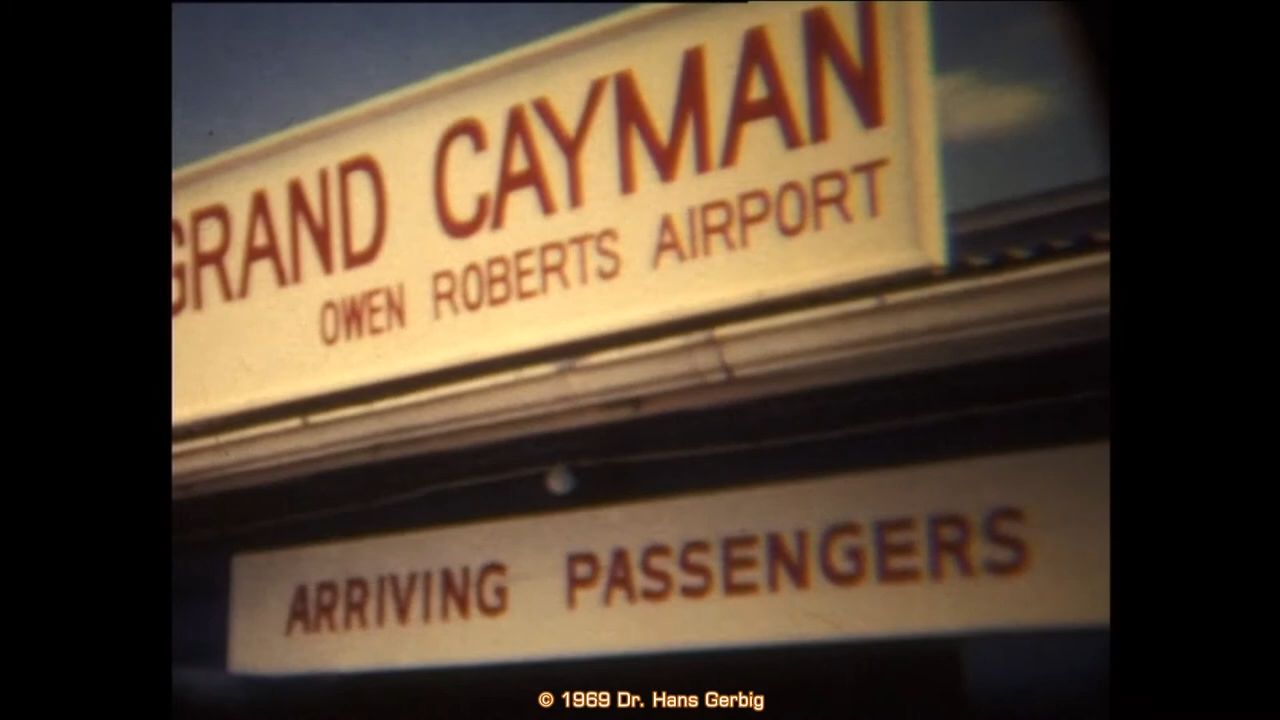 GRAND CAYMAN
OWEN ROBERTS AIRPORT
ARRIVING PASSENGERS
© 1969 Dr. Hans Gerbig